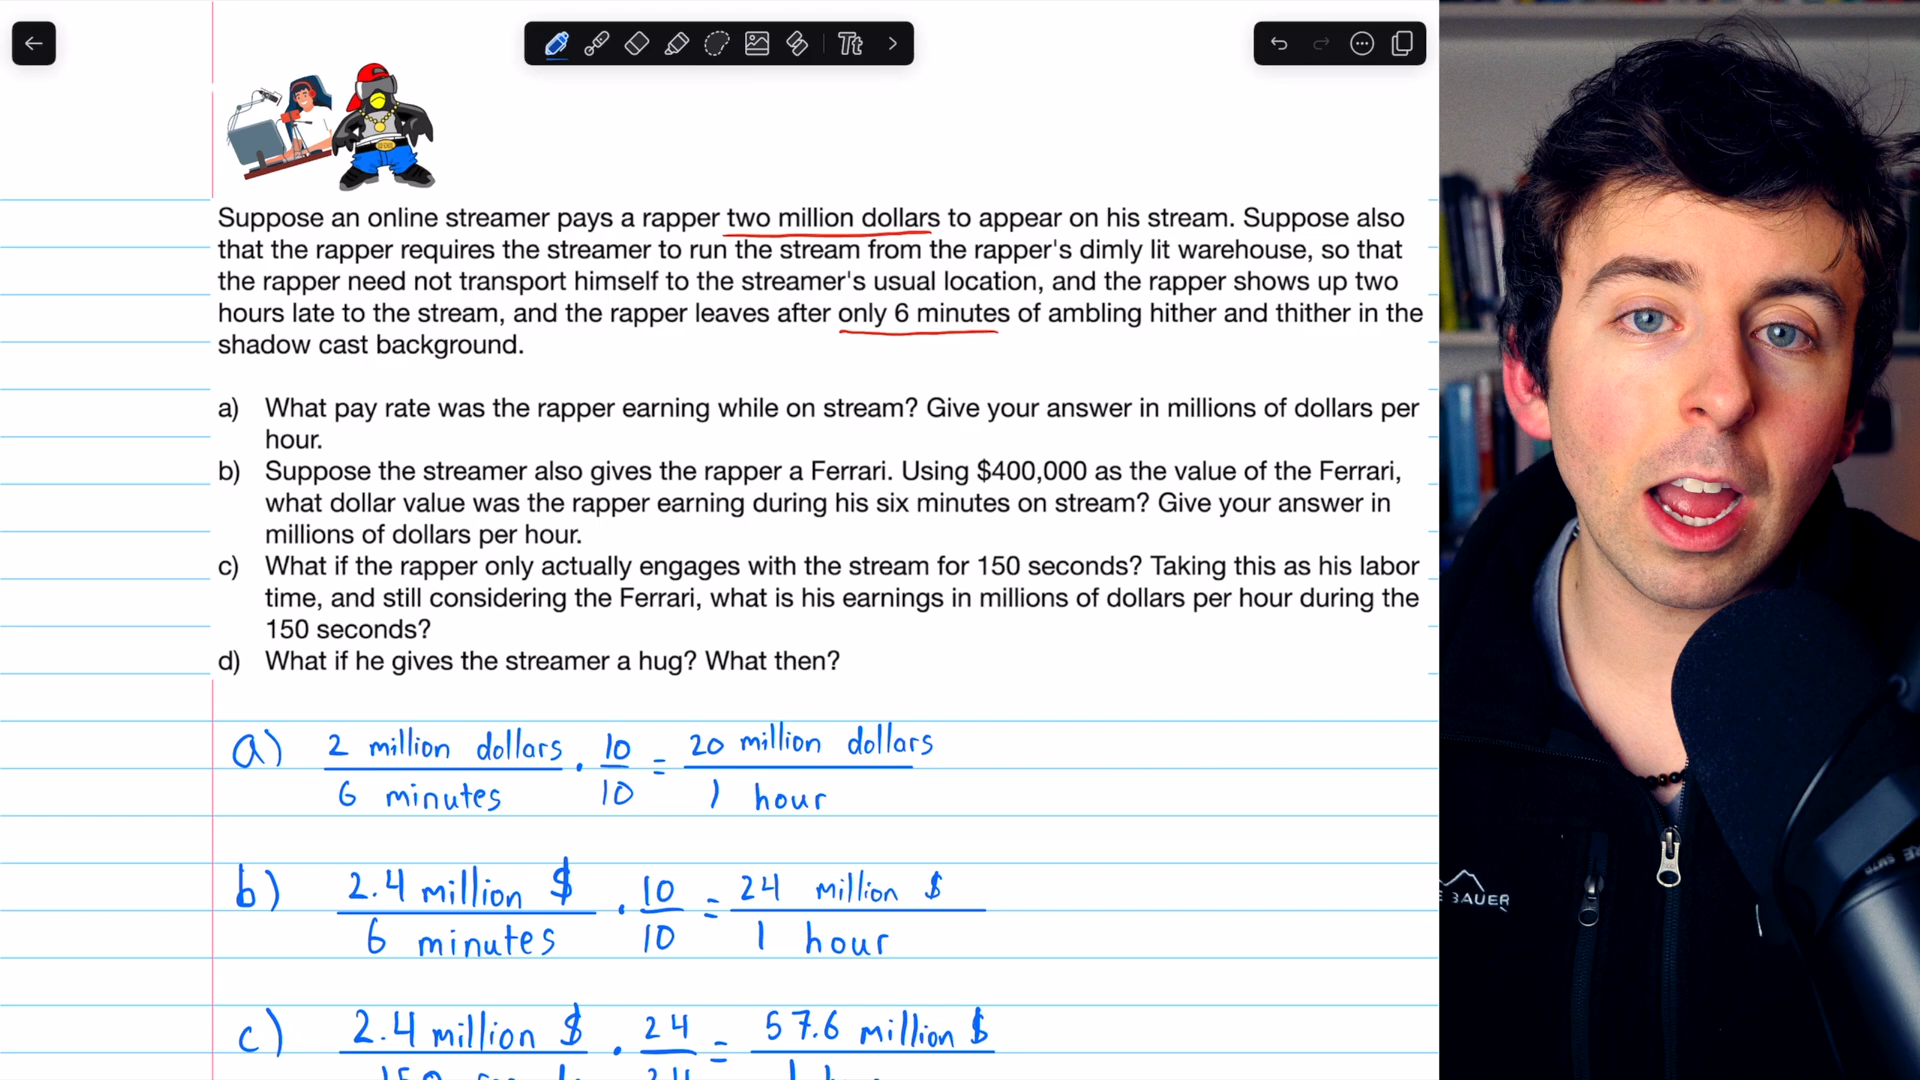 Tt
Suppose an online streamer pays a rapper two million dollars to appear on his stream. Suppose also
that the rapper requires the streamer to run the stream from the rapper's dimly lit warehouse, so that
the rapper need not transport himself to the streamer's usual location, and the rapper shows up two
hours late to the stream, and the rapper leaves after only 6 minutes of ambling hither and thither in the
shadow cast background.
a) What pay rate was the rapper earning while on stream? Give your answer in millions of dollars per
hour.
b) Suppose the streamer also gives the rapper a Ferrari. Using $400,000 as the value of the Ferrari,
what dollar value was the rapper earning during his six minutes on stream? Give your answer in
millions of dollars per hour.
c) What if the rapper only actually engages with the stream for 150 seconds? Taking this as his labor
time, and still considering the Ferrari, what is his earnings in millions of dollars per hour during the
150 seconds?
d) What if he gives the streamer a hug? What then?
a) 2 million dollars · 10 = 20 million dollars
6 minutes 10 1 hour
b) 2.4 million $ · 10 = 24 million $
6 minutes 10 1 hour
c) 2.4 million $ · 24 = 57.6 million $
BAUER